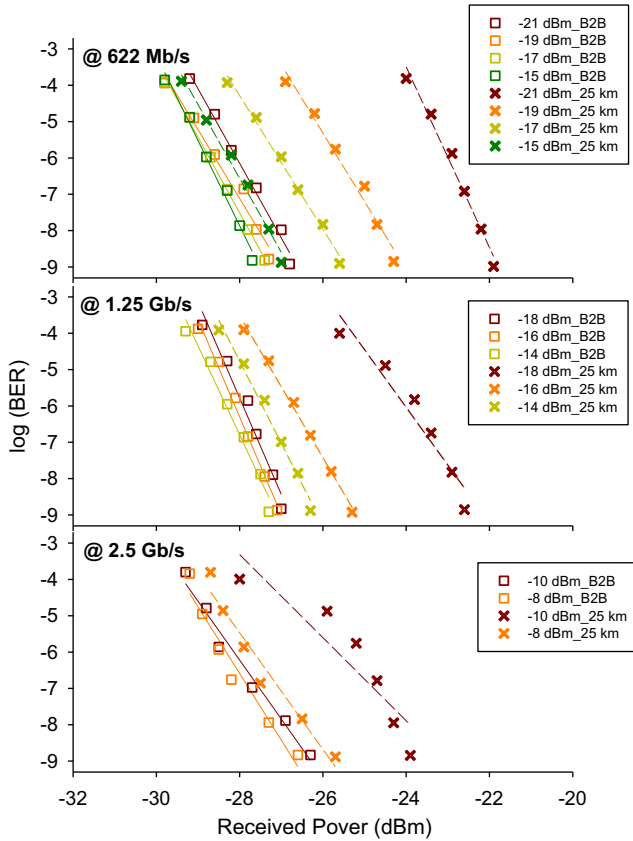 @ 622 Mb/s
-3
-4
-5
-6
-7
-8
-9
-21 dBm_B2B
-19 dBm_B2B
-17 dBm_B2B
-15 dBm_B2B
-21 dBm_25 km
-19 dBm_25 km
-17 dBm_25 km
-15 dBm_25 km
@ 1.25 Gb/s
-3
-4
-5
-6
-7
-8
-9
log (BER)
-18 dBm_B2B
-16 dBm_B2B
-14 dBm_B2B
-18 dBm_25 km
-16 dBm_25 km
-14 dBm_25 km
@ 2.5 Gb/s
-3
-4
-5
-6
-7
-8
-9
-10 dBm_B2B
-8 dBm_B2B
-10 dBm_25 km
-8 dBm_25 km
-32 -30 -28 -26 -24 -22 -20
Received Pover (dBm)